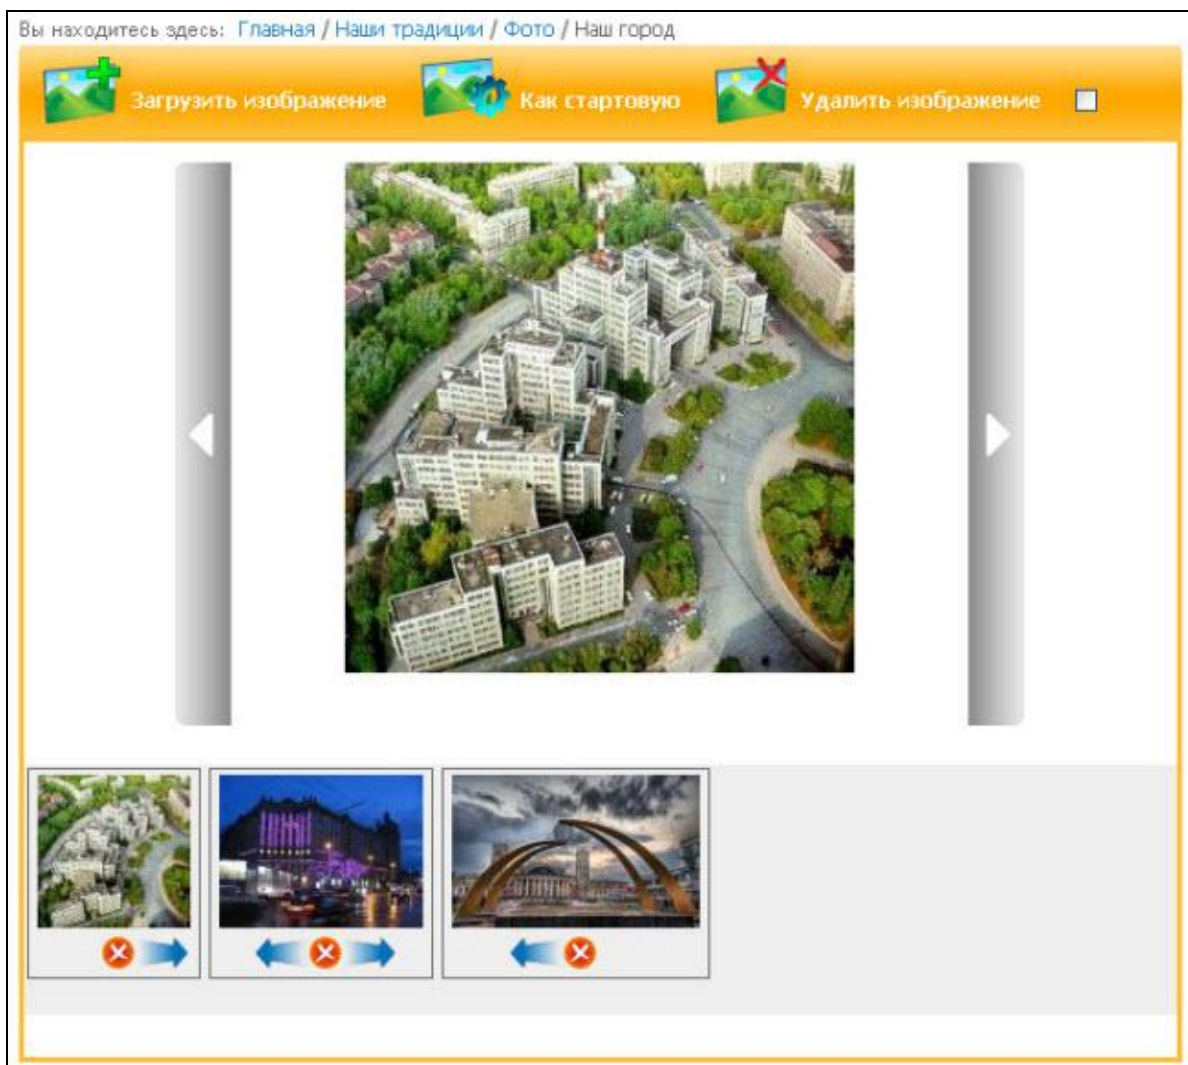 Вы находитесь здесь: Главная / Наши традиции / Фото / Наш город
Загрузить изображение Как стартовую Удалить изображение